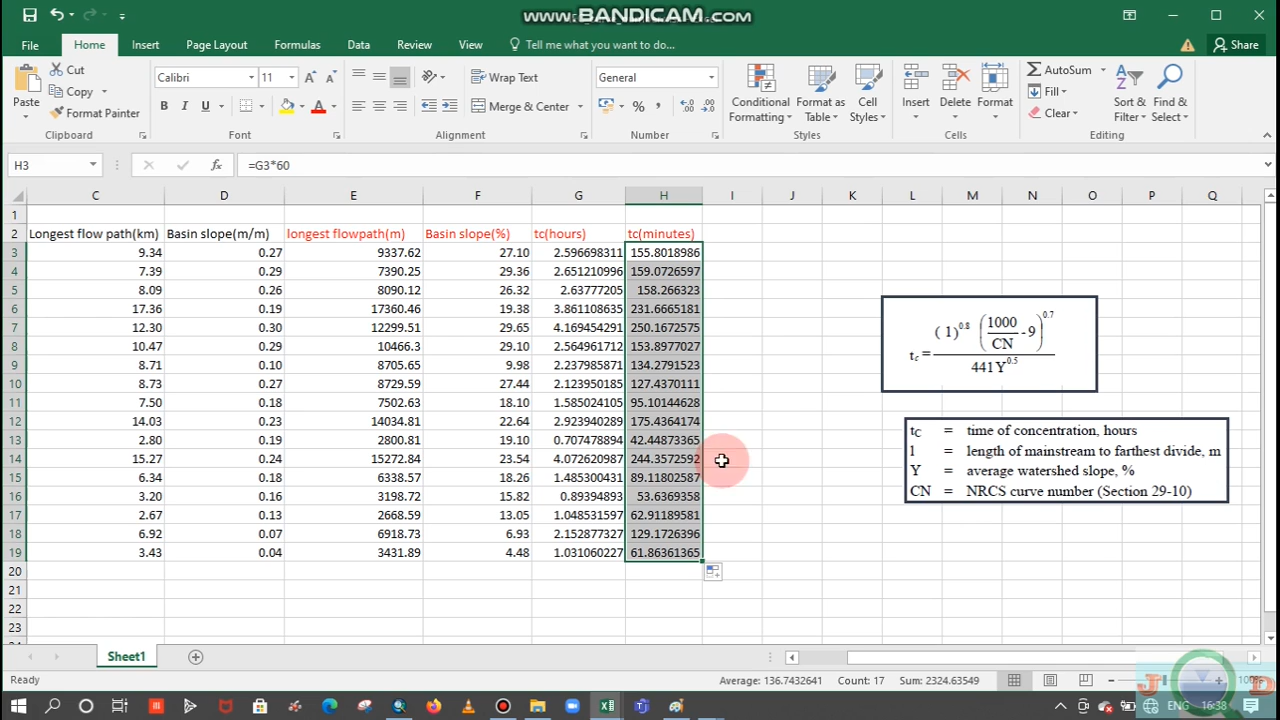 www.BANDICAM.com
File Home Insert Page Layout Formulas Data Review View Tell me what you want to do... Share
Paste Cut Copy Format Painter
Calibri 11 Wrap Text Merge & Center General
B I U A
Conditional Formatting Format as Table Cell Styles Insert Delete Format AutoSum Fill Clear Sort & Filter Find & Select
Clipboard Font Alignment Number Styles Cells Editing
H3 fx =G3*60
C D E F G H I J K L M N O P Q
1
2 Longest flow path(km) Basin slope(m/m) longest flowpath(m) Basin slope(%) tc(hours) tc(minutes)
3 9.34 0.27 9337.62 27.10 2.596698311 155.8018986
4 7.39 0.29 7390.25 29.36 2.651210996 159.0726597
5 8.09 0.26 8090.12 26.32 2.63777205 158.266323
6 17.36 0.19 17360.46 19.38 3.861108635 231.6665181
7 12.30 0.30 12299.51 29.65 4.169454291 250.1672575
8 10.47 0.29 10466.3 29.10 2.564961712 153.8977027
9 8.71 0.10 8705.65 9.98 2.237985871 134.2791523
10 8.73 0.27 8729.59 27.44 2.123950185 127.4370111
11 7.50 0.18 7502.63 18.10 1.585024105 95.10144628
12 14.03 0.23 14034.81 22.64 2.923940289 175.4364174
13 2.80 0.19 2800.81 19.10 0.707478894 42.44873365
14 15.27 0.24 15272.84 23.54 4.072620987 244.3572592
15 6.34 0.18 6338.57 18.26 1.485300431 89.11802587
16 3.20 0.16 3198.72 15.82 0.89394893 53.6369358
17 2.67 0.13 2668.59 13.05 1.048531597 62.91189581
18 6.92 0.07 6918.73 6.93 2.152877327 129.1726396
19 3.43 0.04 3431.89 4.48 1.031060227 61.86361365
20
21
22
23
tc = (1)^0.8 (1000/CN - 9)^0.7 / 441Y^0.5
tC = time of concentration, hours
l = length of mainstream to farthest divide, m
Y = average watershed slope, %
CN = NRCS curve number (Section 29-10)
Sheet1
Ready Average: 136.7432641 Count: 17 Sum: 2324.63549 100%
16:38